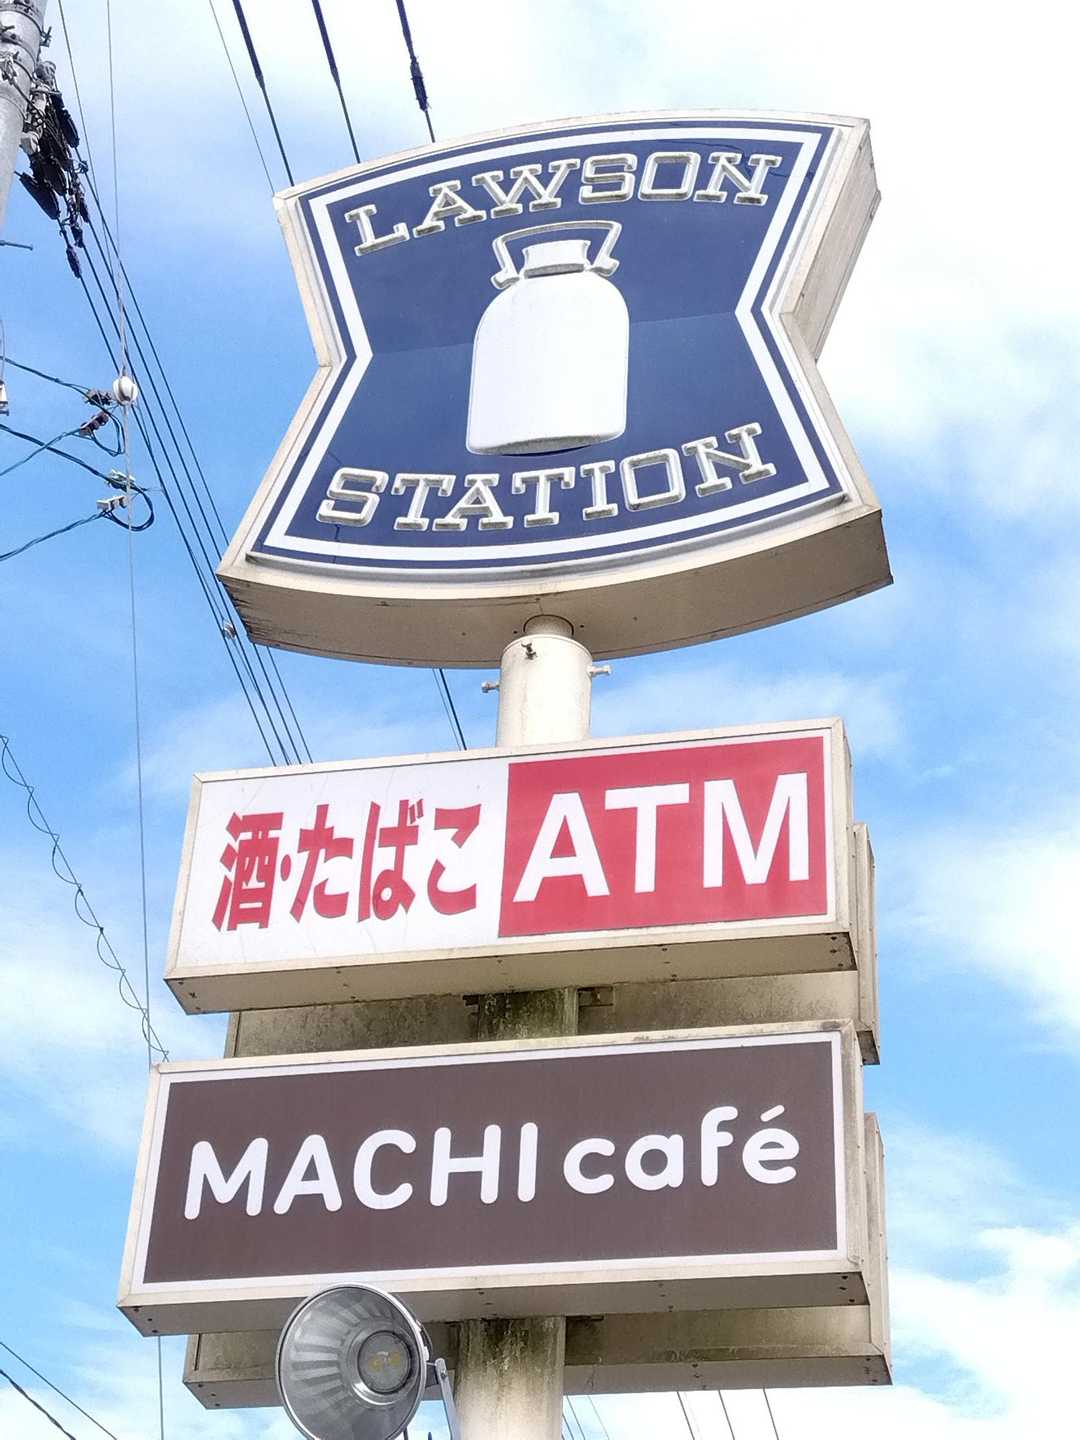 LAWSON
STATION
酒・たばこ ATM
MACHI café